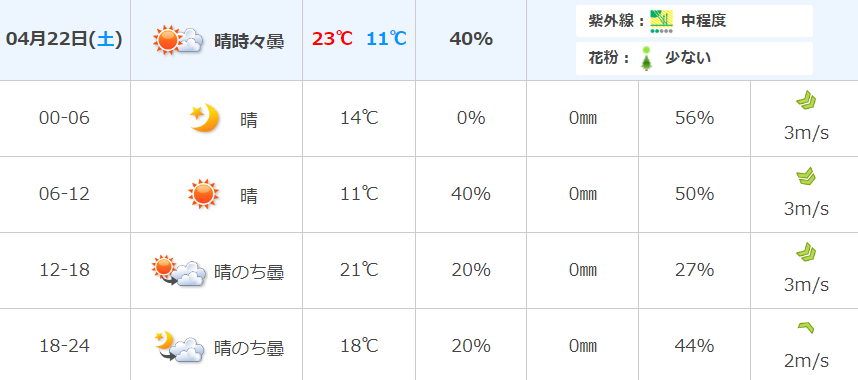 04月22日(土) 晴時々曇 23℃ 11℃ 40% 紫外線： 中程度
花粉： 少ない
00-06 晴 14℃ 0% 0㎜ 56% 3m/s
06-12 晴 11℃ 40% 0㎜ 50% 3m/s
12-18 晴のち曇 21℃ 20% 0㎜ 27% 3m/s
18-24 晴のち曇 18℃ 20% 0㎜ 44% 2m/s